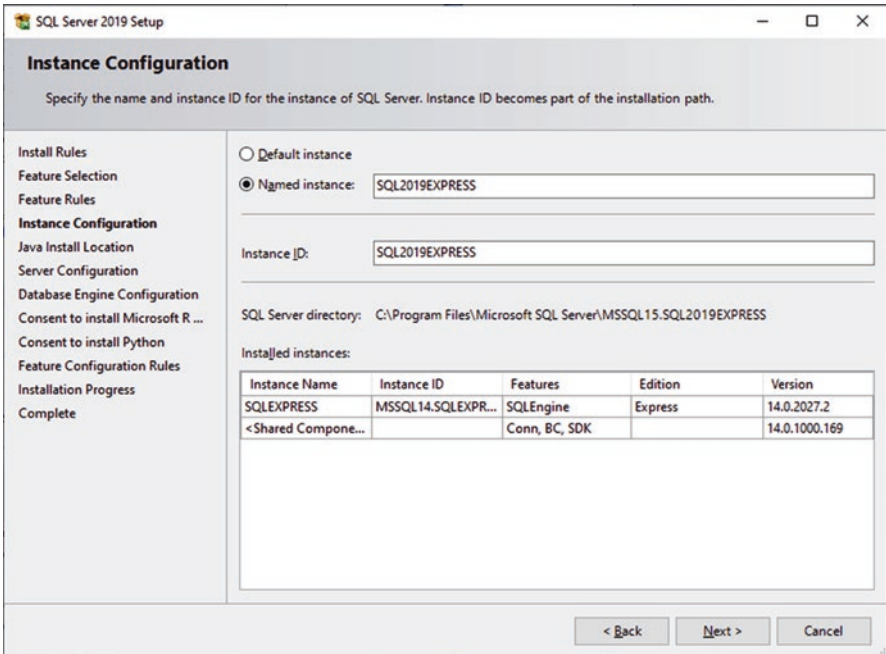 SQL Server 2019 Setup
Instance Configuration
Specify the name and instance ID for the instance of SQL Server. Instance ID becomes part of the installation path.
Install Rules
Feature Selection
Feature Rules
Instance Configuration
Java Install Location
Server Configuration
Database Engine Configuration
Consent to install Microsoft R ...
Consent to install Python
Feature Configuration Rules
Installation Progress
Complete
Default instance
Named instance: SQL2019EXPRESS
Instance ID: SQL2019EXPRESS
SQL Server directory: C:\Program Files\Microsoft SQL Server\MSSQL15.SQL2019EXPRESS
Installed instances:
Instance Name Instance ID Features Edition Version
SQLEXPRESS MSSQL14.SQLEXPR... SQLEngine Express 14.0.2027.2
<Shared Compone... Conn, BC, SDK 14.0.1000.169
< Back Next > Cancel